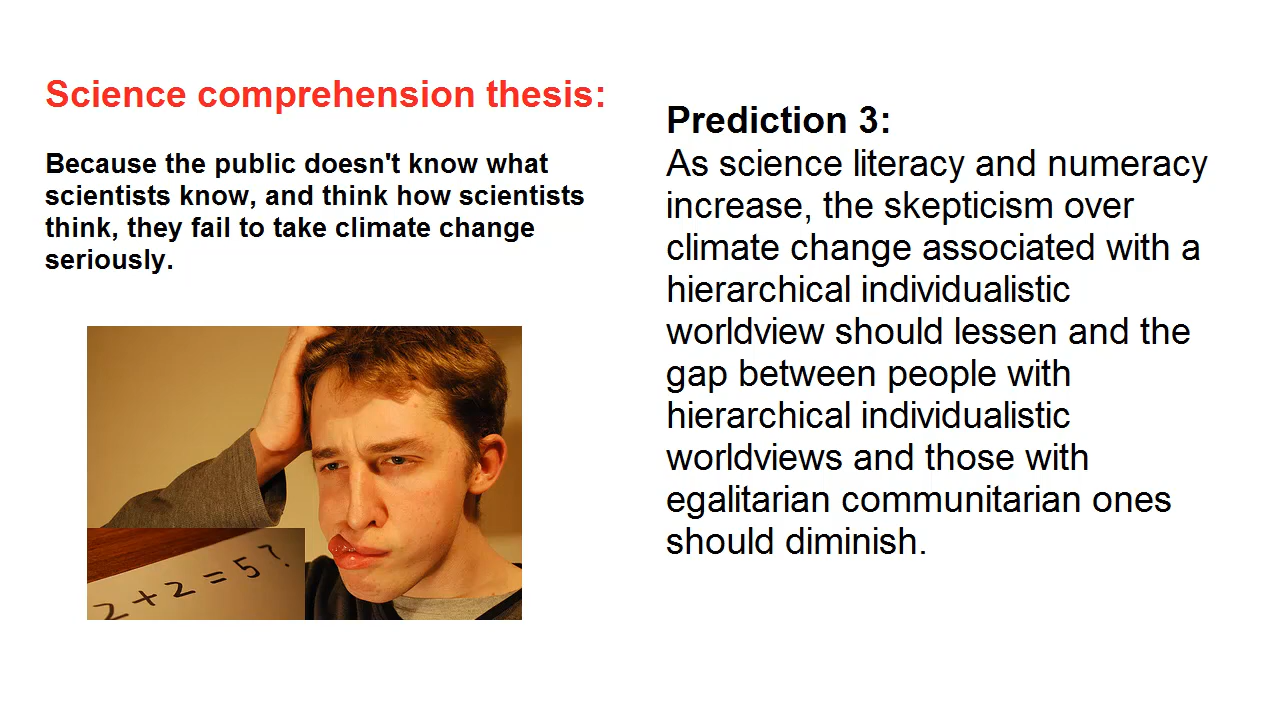 Science comprehension thesis:
Because the public doesn't know what
scientists know, and think how scientists
think, they fail to take climate change
seriously.
2+2=5?
Prediction 3:
As science literacy and numeracy
increase, the skepticism over
climate change associated with a
hierarchical individualistic
worldview should lessen and the
gap between people with
hierarchical individualistic
worldviews and those with
egalitarian communitarian ones
should diminish.